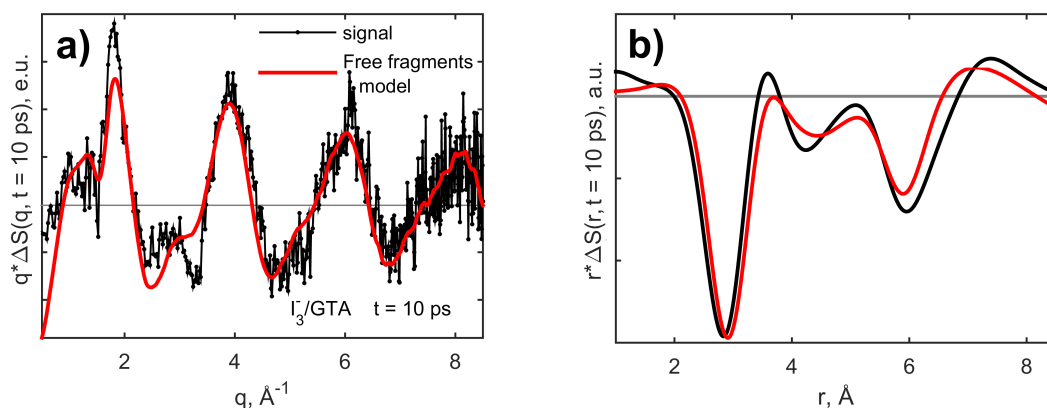 a)
signal
Free fragments
model
q*ΔS(q, t = 10 ps), e.u.
I₃⁻/GTA t = 10 ps
2 4 6 8
q, Å⁻¹
b)
r*ΔS(r, t = 10 ps), a.u.
2 4 6 8
r, Å